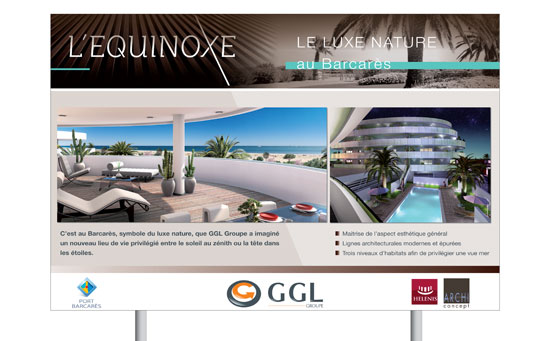 L'EQUINOXE
LE LUXE NATURE
au Barcarès
C'est au Barcarès, symbole du luxe nature, que GGL Groupe a imaginé
un nouveau lieu de vie privilégié entre le soleil au zénith ou la tête dans
les étoiles.
Maîtrise de l'aspect esthétique général
Lignes architecturales modernes et épurées
Trois niveaux d'habitats afin de privilégier une vue mer
PORT
BARCARÈS
GGL
GROUPE
HELENIS
ARCHI
concept